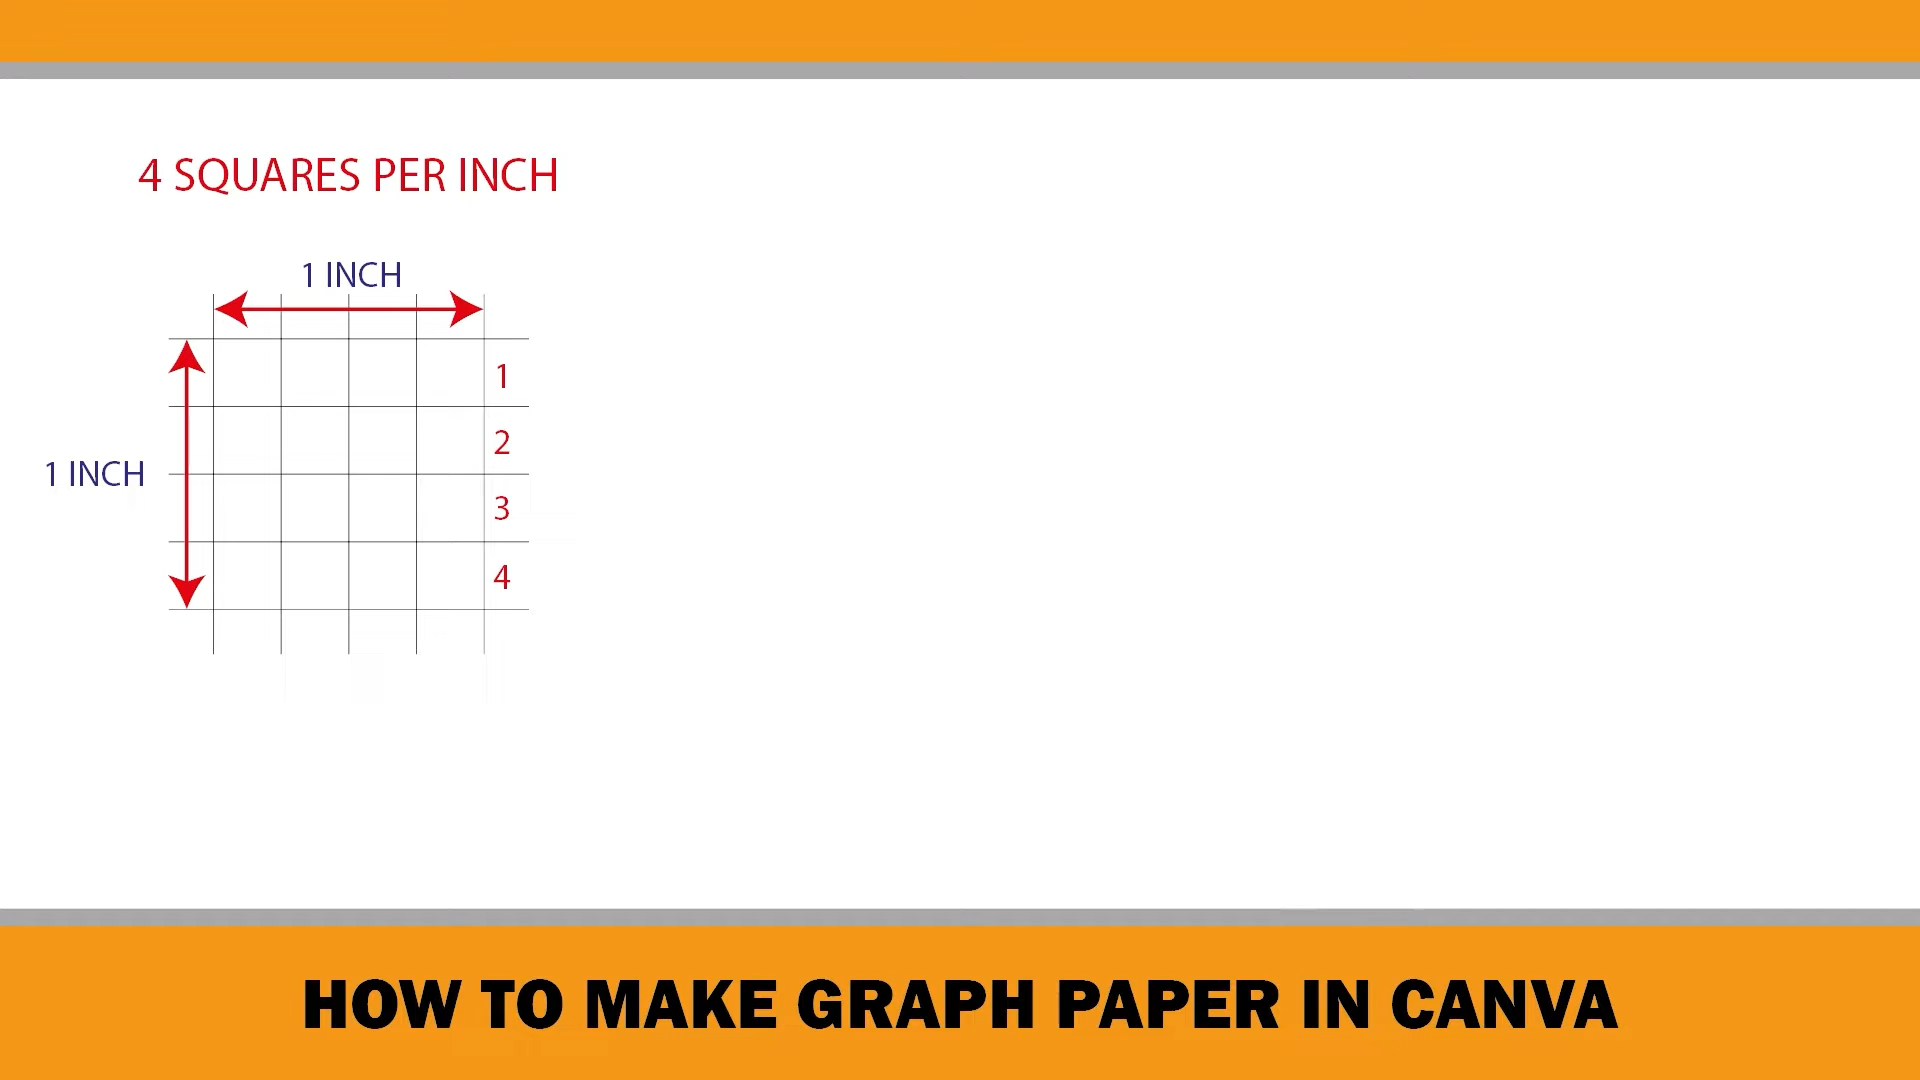 4 SQUARES PER INCH
1 INCH
1
2
1 INCH
3
4
HOW TO MAKE GRAPH PAPER IN CANVA